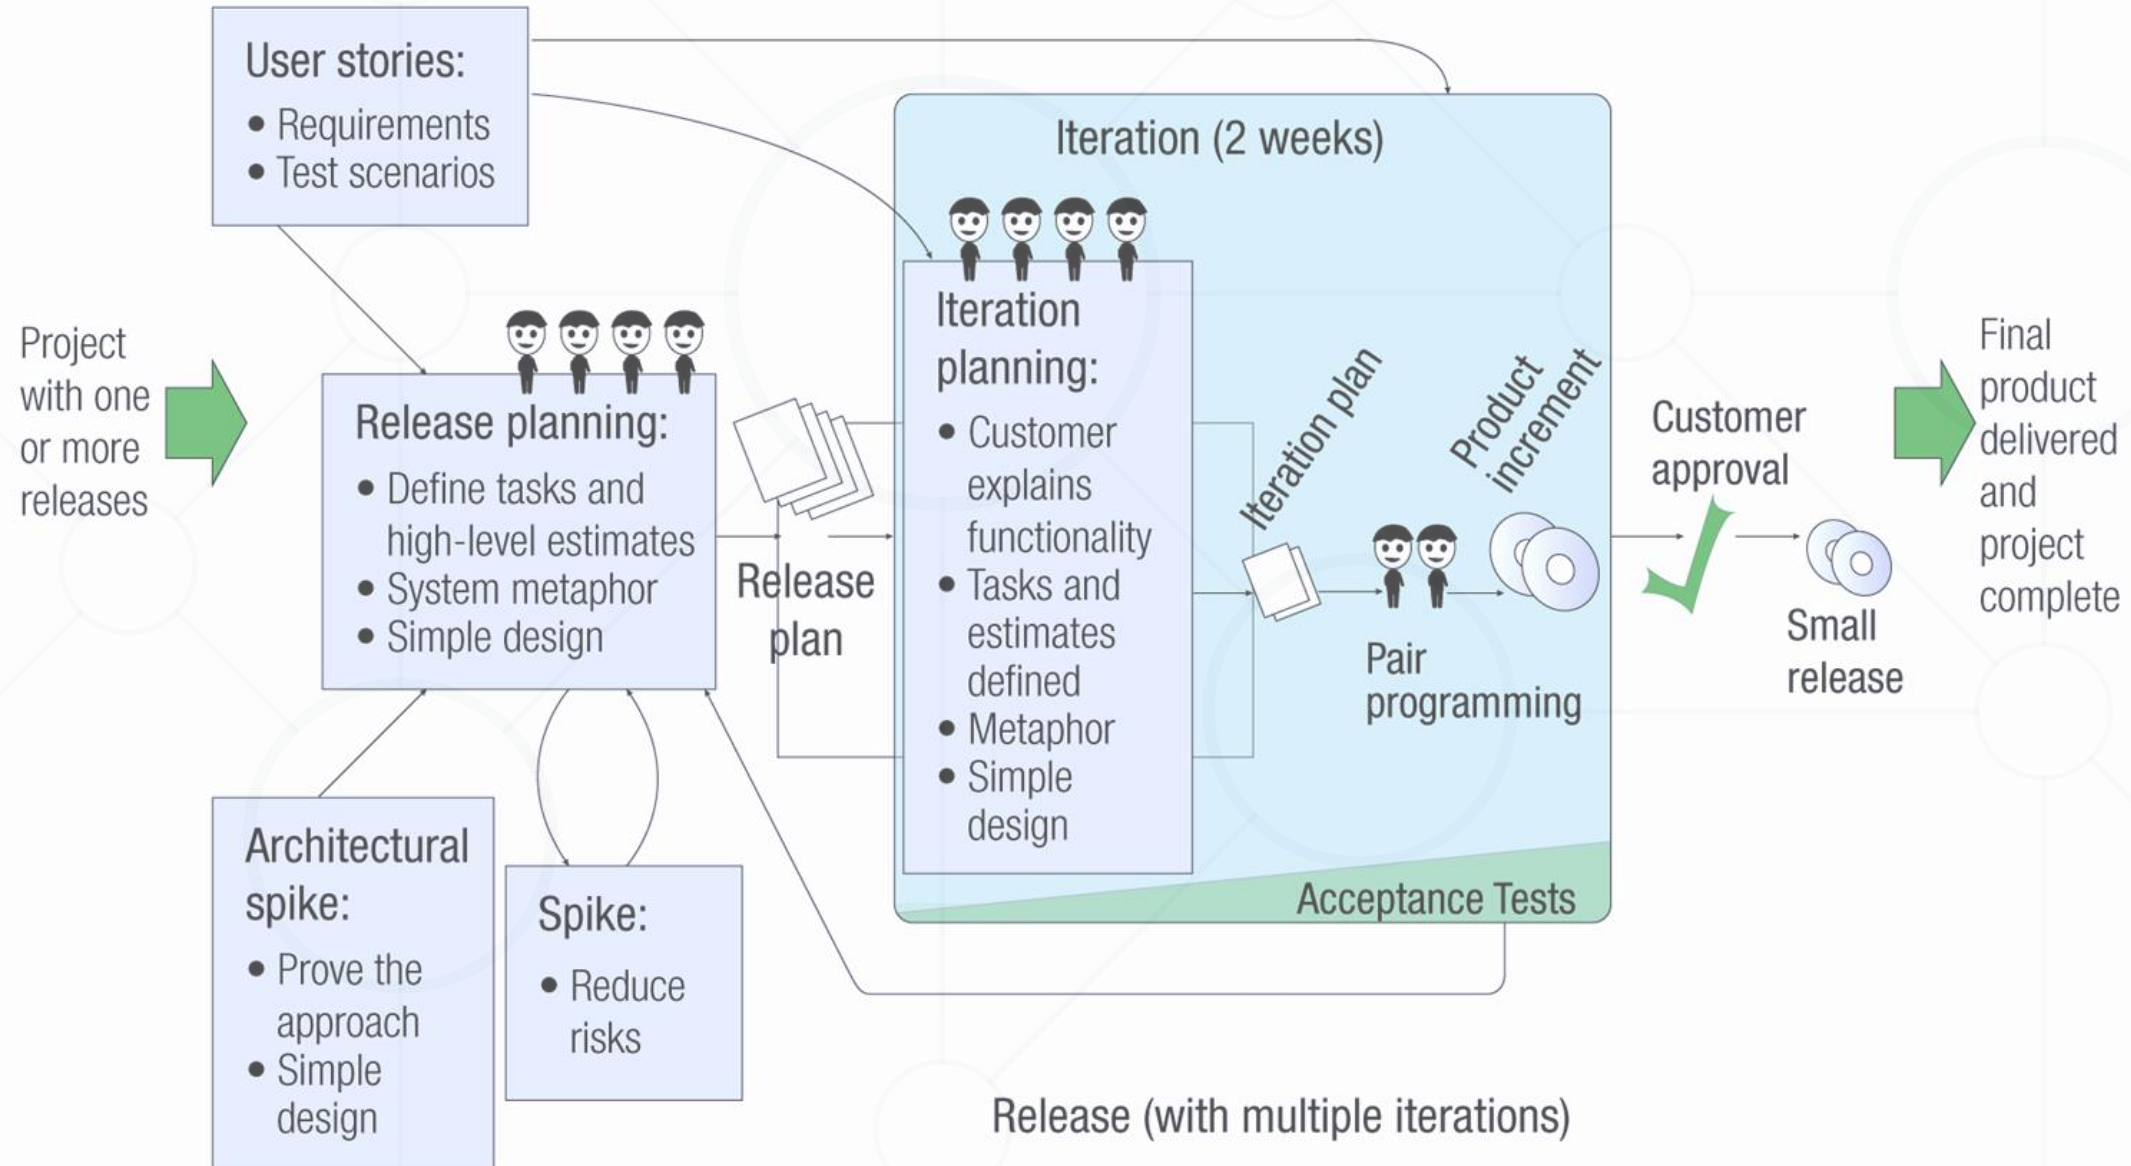 User stories:
• Requirements
• Test scenarios
Project
with one
or more
releases
Release planning:
• Define tasks and
high-level estimates
• System metaphor
• Simple design
Architectural
spike:
• Prove the
approach
• Simple
design
Spike:
• Reduce
risks
Release
plan
Iteration (2 weeks)
Iteration
planning:
• Customer
explains
functionality
• Tasks and
estimates
defined
• Metaphor
• Simple
design
Iteration plan
Pair
programming
Product
increment
Acceptance Tests
Customer
approval
Small
release
Final
product
delivered
and
project
complete
Release (with multiple iterations)